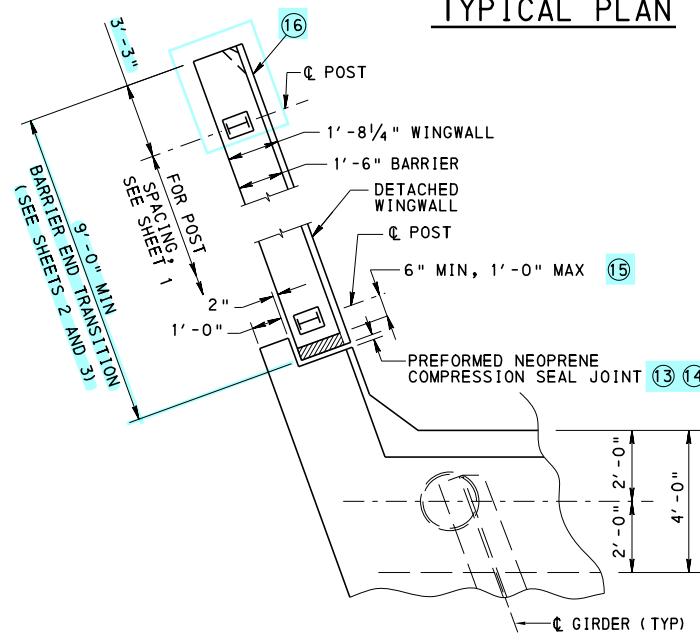 TYPICAL PLAN
3'-3"
16
℄ POST
1'-8 1/4" WINGWALL
1'-6" BARRIER
DETACHED
WINGWALL
℄ POST
FOR POST
SPACING,
SEE SHEET 1
9'-0" MIN
BARRIER END TRANSITION
(SEE SHEETS 2 AND 3)
6" MIN, 1'-0" MAX 15
2"
1'-0"
PREFORMED NEOPRENE
COMPRESSION SEAL JOINT 13 14
2'-0"
2'-0"
4'-0"
℄ GIRDER (TYP)